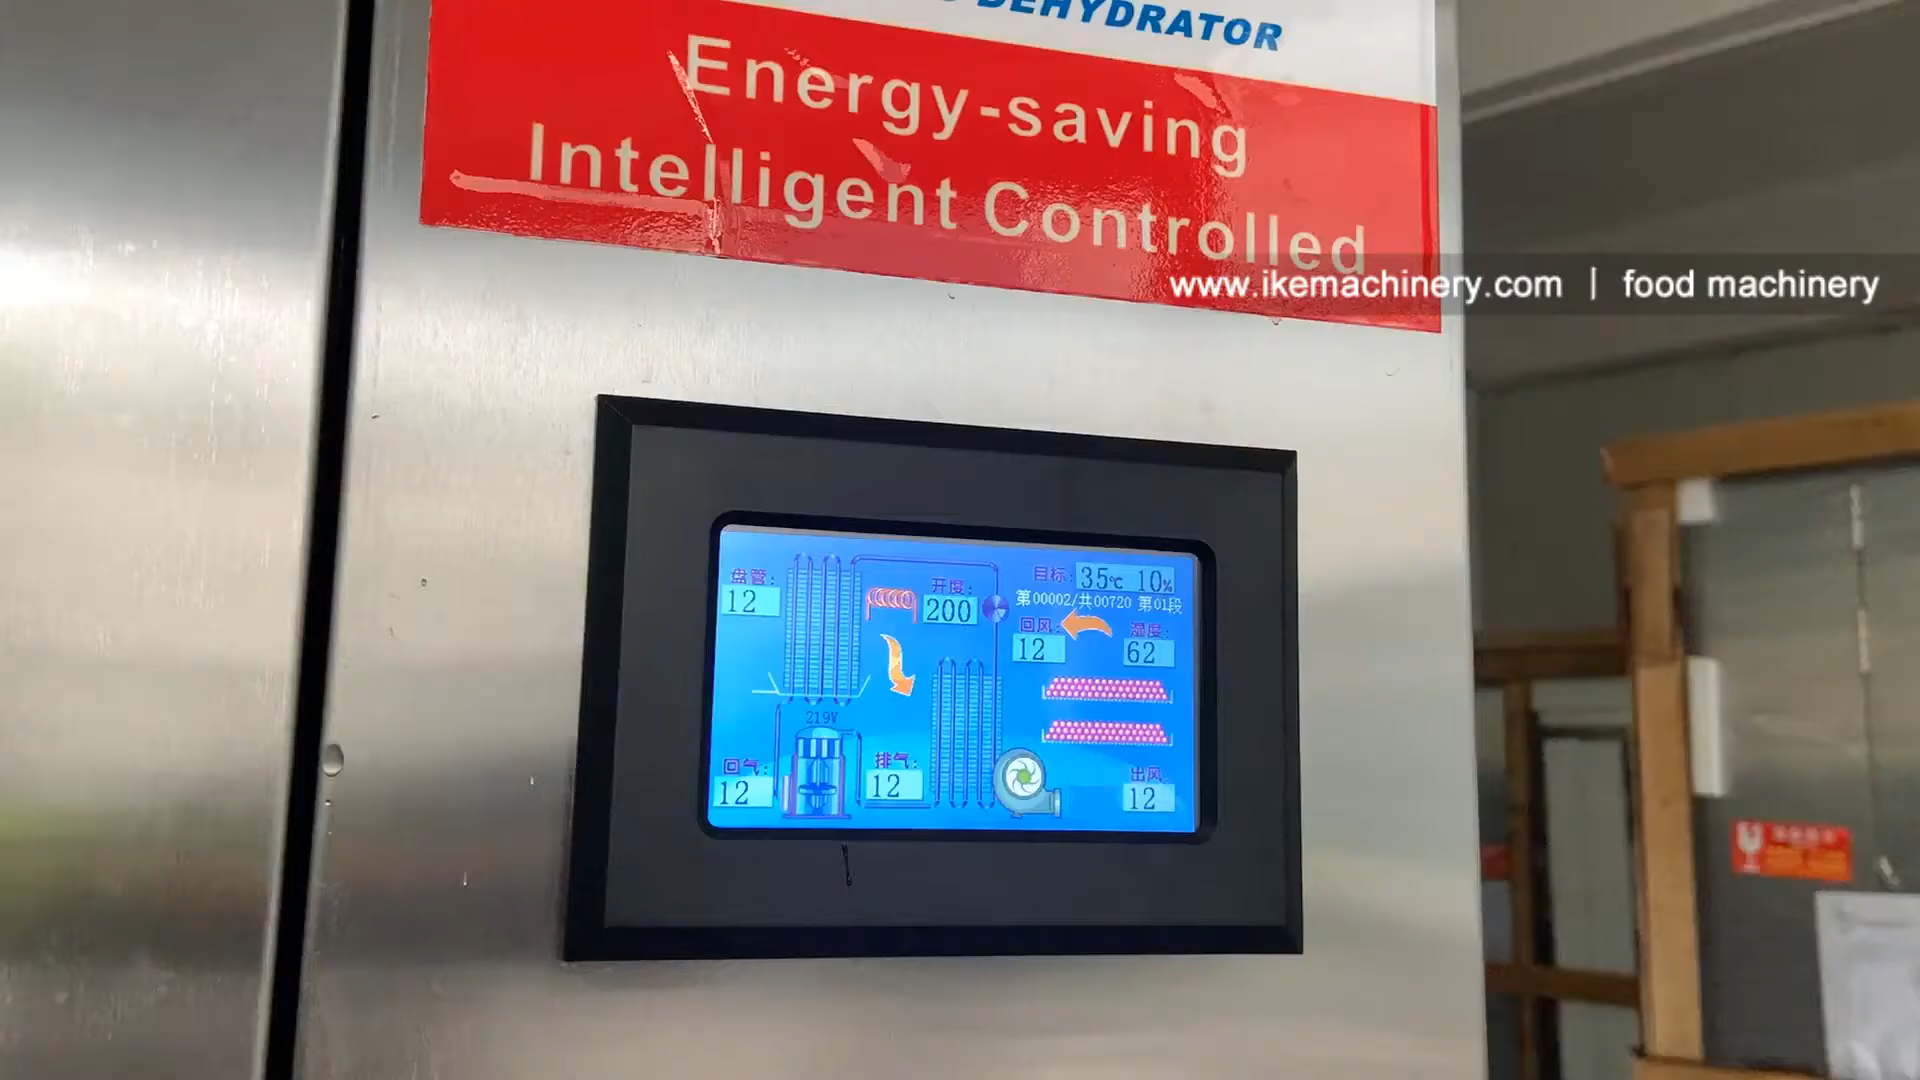 DEHYDRATOR
Energy-saving
Intelligent Controlled
www.ikemachinery.com | food machinery
盘管:
12
开度:
200
目标: 35℃ 10%
第00002/共00720 第01段
回风:
12
湿度:
62
219V
回气:
12
排气:
12
出风:
12